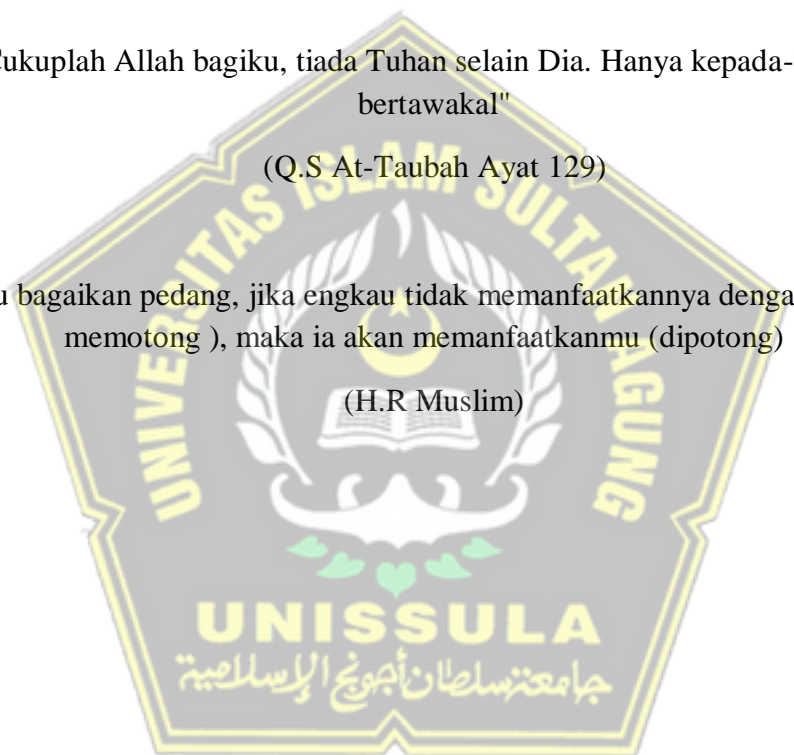 Cukuplah Allah bagiku, tiada Tuhan selain Dia. Hanya kepada-
bertawakal"
(Q.S At-Taubah Ayat 129)
u bagaikan pedang, jika engkau tidak memanfaatkannya denga
memotong ), maka ia akan memanfaatkanmu (dipotong)
(H.R Muslim)
UNIVERSITAS ISLAM SULTAN AGUNG
UNISSULA
جامعة سلطان أجونج الإسلامية